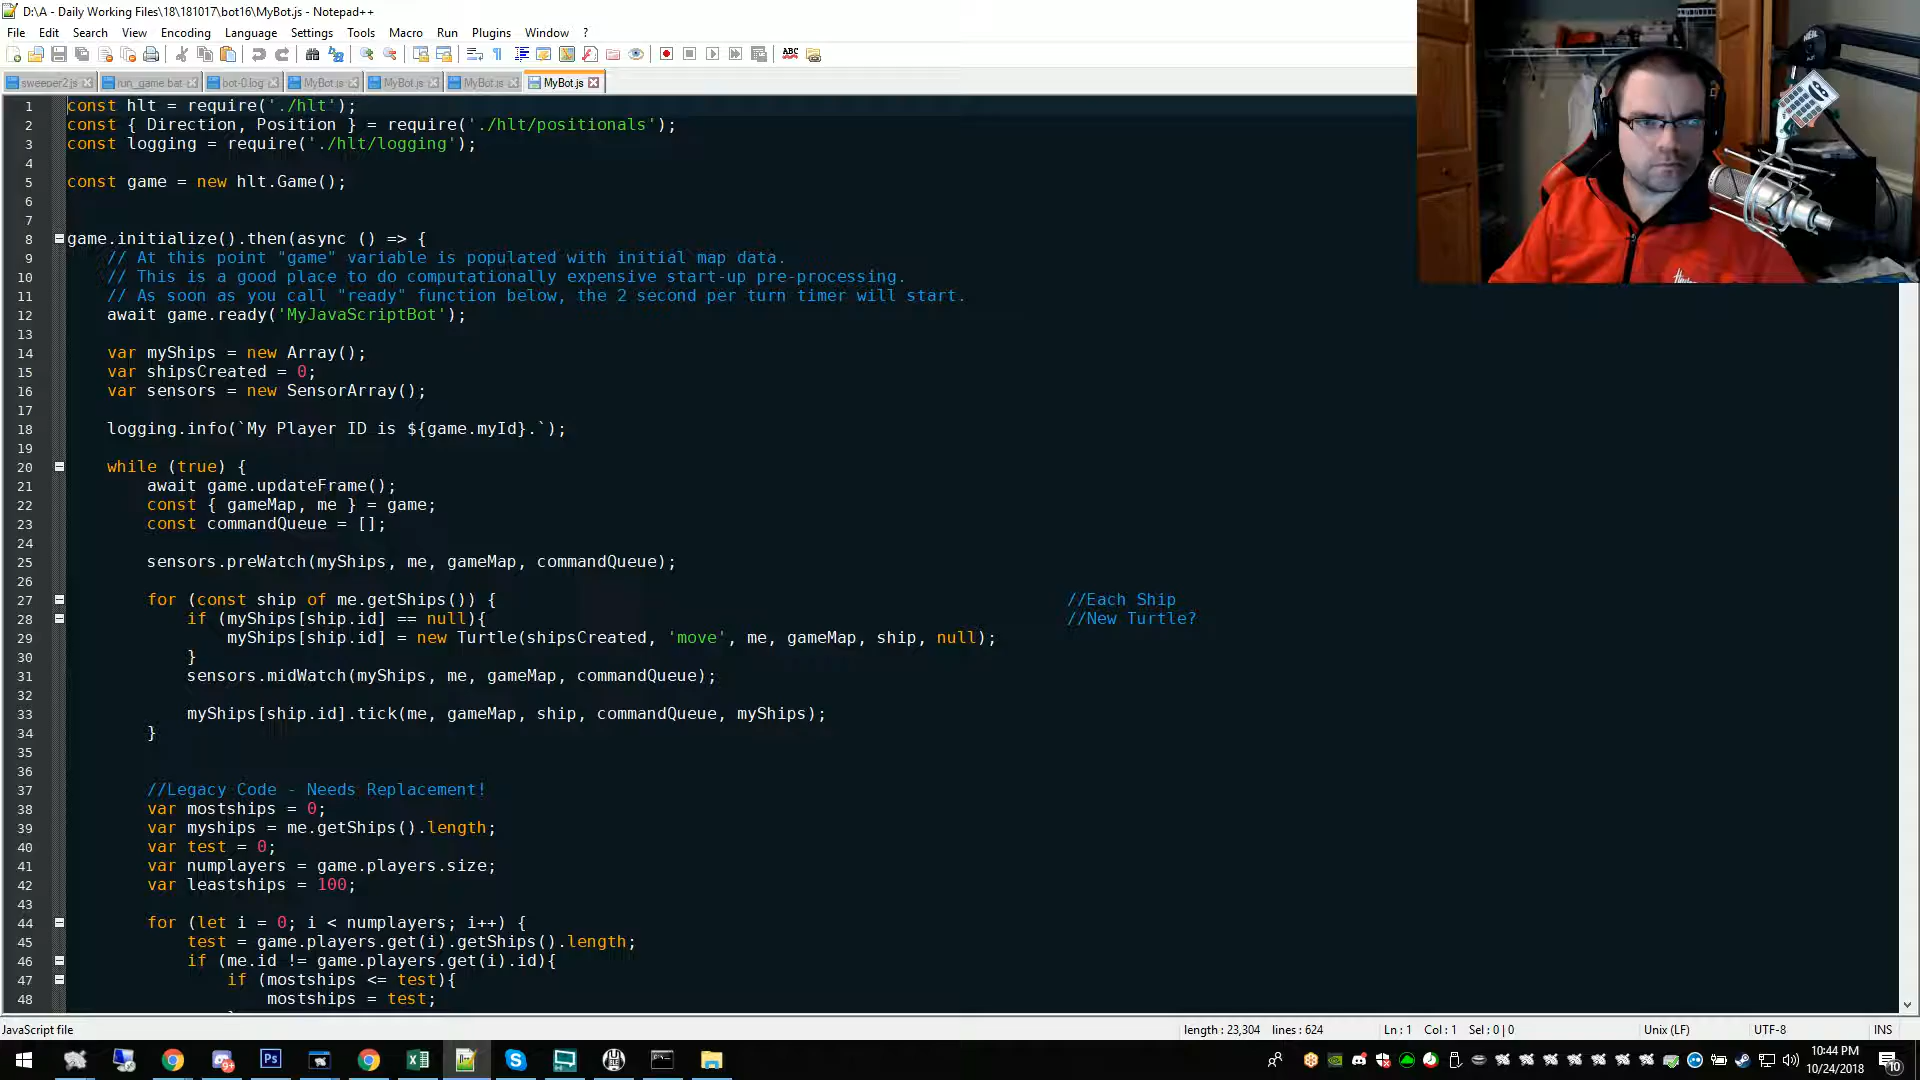 D:\A - Daily Working Files\18\181017\bot16\MyBot.js - Notepad++
File Edit Search View Encoding Language Settings Tools Macro Run Plugins Window ?
sweeper2.js run_game.bat bot-0.log MyBot.js MyBot.js MyBot.js MyBot.js
1 const hlt = require('./hlt');
2 const { Direction, Position } = require('./hlt/positionals');
3 const logging = require('./hlt/logging');
4
5 const game = new hlt.Game();
6
7
8 game.initialize().then(async () => {
9 // At this point "game" variable is populated with initial map data.
10 // This is a good place to do computationally expensive start-up pre-processing.
11 // As soon as you call "ready" function below, the 2 second per turn timer will start.
12 await game.ready('MyJavaScriptBot');
13
14 var myShips = new Array();
15 var shipsCreated = 0;
16 var sensors = new SensorArray();
17
18 logging.info(`My Player ID is ${game.myId}.`);
19
20 while (true) {
21 await game.updateFrame();
22 const { gameMap, me } = game;
23 const commandQueue = [];
24
25 sensors.preWatch(myShips, me, gameMap, commandQueue);
26
27 for (const ship of me.getShips()) { //Each Ship
28 if (myShips[ship.id] == null){ //New Turtle?
29 myShips[ship.id] = new Turtle(shipsCreated, 'move', me, gameMap, ship, null);
30 }
31 sensors.midWatch(myShips, me, gameMap, commandQueue);
32
33 myShips[ship.id].tick(me, gameMap, ship, commandQueue, myShips);
34 }
35
36
37 //Legacy Code - Needs Replacement!
38 var mostships = 0;
39 var myships = me.getShips().length;
40 var test = 0;
41 var numplayers = game.players.size;
42 var leastships = 100;
43
44 for (let i = 0; i < numplayers; i++) {
45 test = game.players.get(i).getShips().length;
46 if (me.id != game.players.get(i).id){
47 if (mostships <= test){
48 mostships = test;
JavaScript file length : 23,304 lines : 624 Ln : 1 Col : 1 Sel : 0 | 0 Unix (LF) UTF-8 INS
10:44 PM
10/24/2018